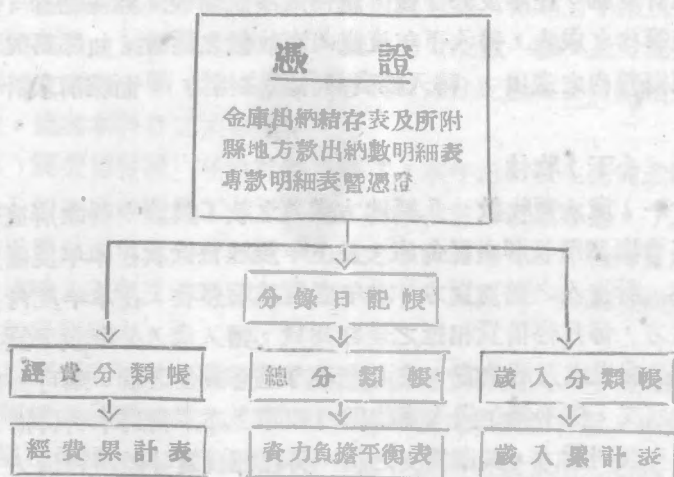 憑證
金庫出納結存表及所附
縣地方款出納數明細表
專款明細表暨憑證
分錄日記帳
經費分類帳
總分類帳
歲入分類帳
經費累計表
資力負擔平衡表
歲入累計表